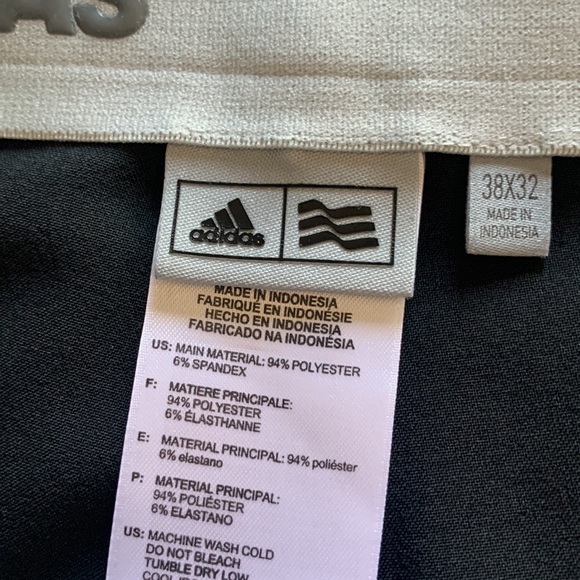 adidas
38X32
MADE IN
INDONESIA
MADE IN INDONESIA
FABRIQUÉ EN INDONÉSIE
HECHO EN INDONESIA
FABRICADO NA INDONÉSIA
US: MAIN MATERIAL: 94% POLYESTER
6% SPANDEX
F: MATIERE PRINCIPALE:
94% POLYESTER
6% ÉLASTHANNE
E: MATERIAL PRINCIPAL: 94% poliéster
6% elastano
P: MATERIAL PRINCIPAL:
94% POLYESTER
6% ELASTANO
US: MACHINE WASH COLD
DO NOT BLEACH
TUMBLE DRY LOW